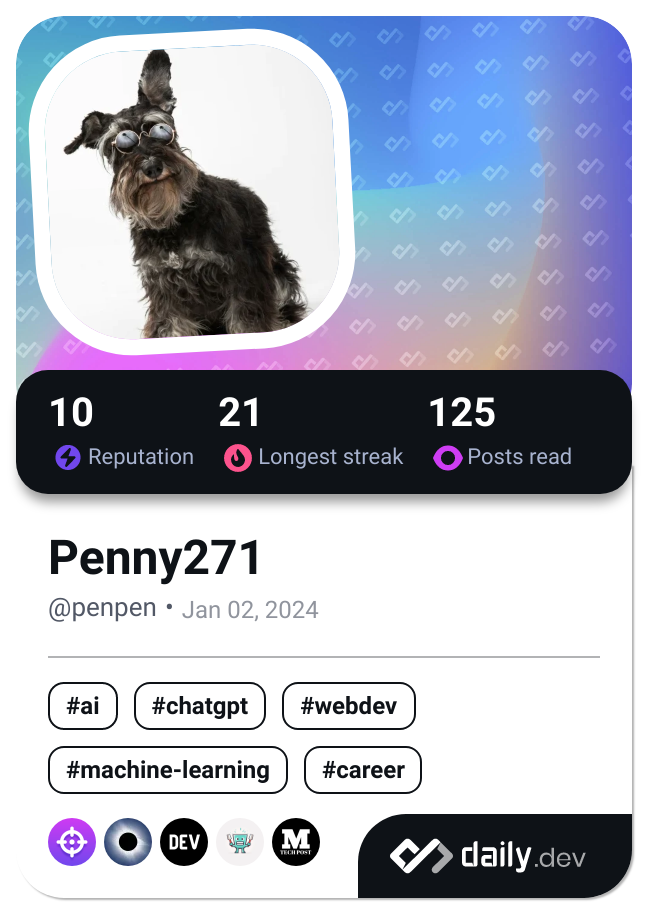 10 21 125
Reputation Longest streak Posts read
Penny271
@penpen • Jan 02, 2024
#ai #chatgpt #webdev
#machine-learning #career
DEV M TECH POST
daily.dev